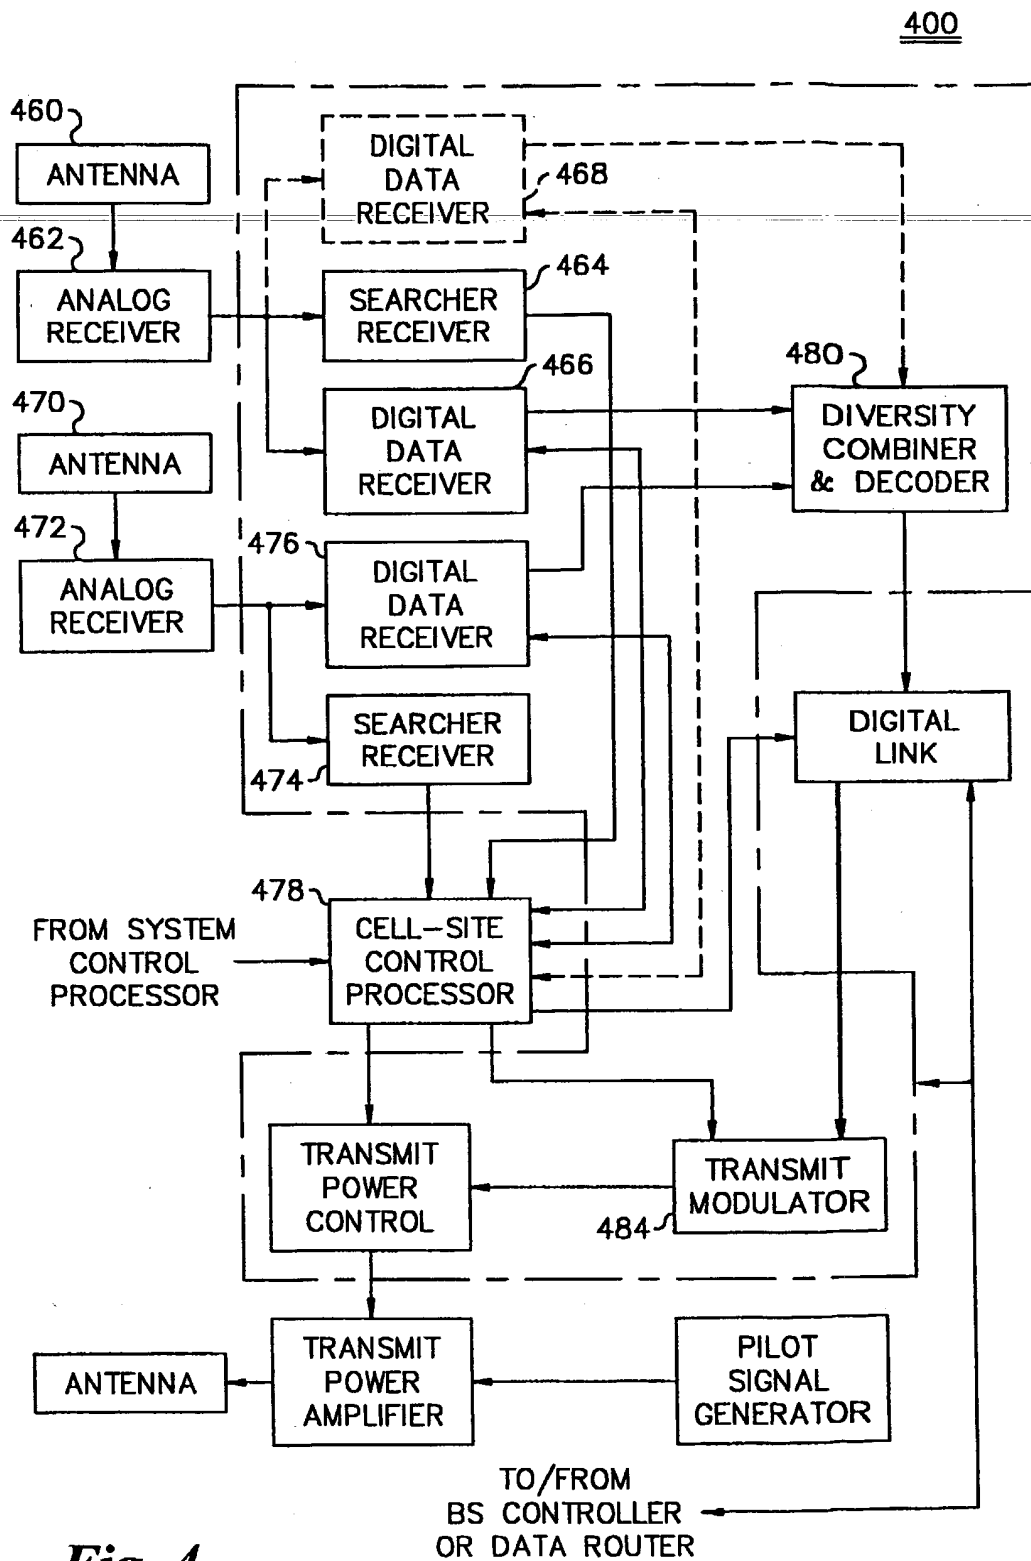 400
460
ANTENNA
462
ANALOG
RECEIVER
470
ANTENNA
472
ANALOG
RECEIVER
DIGITAL
DATA
RECEIVER
468
SEARCHER
RECEIVER
464
466
DIGITAL
DATA
RECEIVER
476
DIGITAL
DATA
RECEIVER
SEARCHER
RECEIVER
474
480
DIVERSITY
COMBINER
& DECODER
DIGITAL
LINK
478
CELL-SITE
CONTROL
PROCESSOR
FROM SYSTEM
CONTROL
PROCESSOR
TRANSMIT
POWER
CONTROL
TRANSMIT
MODULATOR
484
TRANSMIT
POWER
AMPLIFIER
ANTENNA
PILOT
SIGNAL
GENERATOR
TO/FROM
BS CONTROLLER
OR DATA ROUTER
Fig. 4